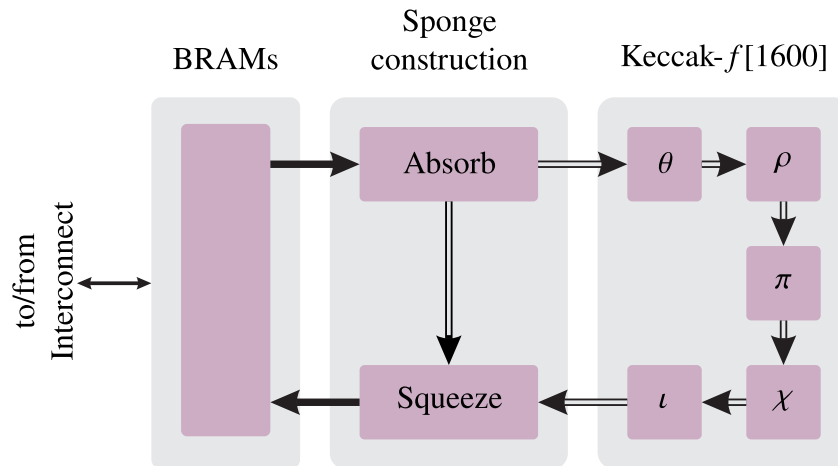 BRAMs
Sponge
construction
Keccak-f[1600]
to/from
Interconnect
Absorb
θ
ρ
π
Squeeze
ι
χ